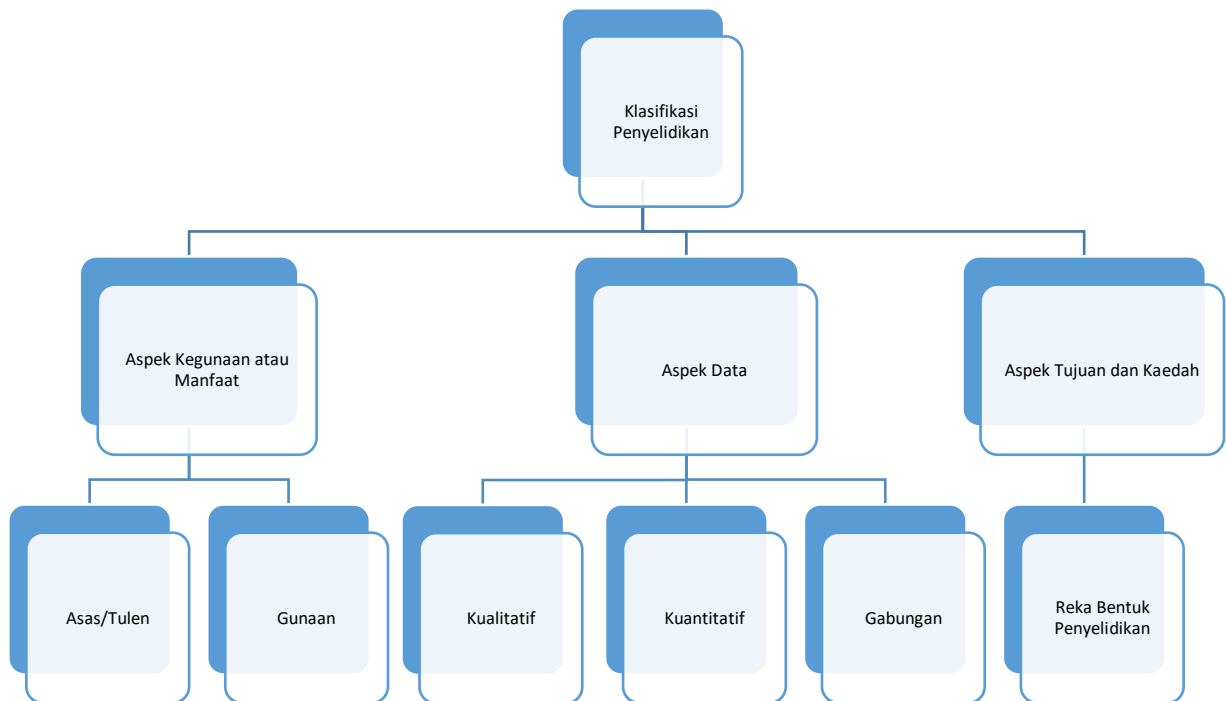 Klasifikasi
Penyelidikan
Aspek Kegunaan atau
Manfaat
Aspek Data
Aspek Tujuan dan Kaedah
Asas/Tulen
Gunaan
Kualitatif
Kuantitatif
Gabungan
Reka Bentuk
Penyelidikan